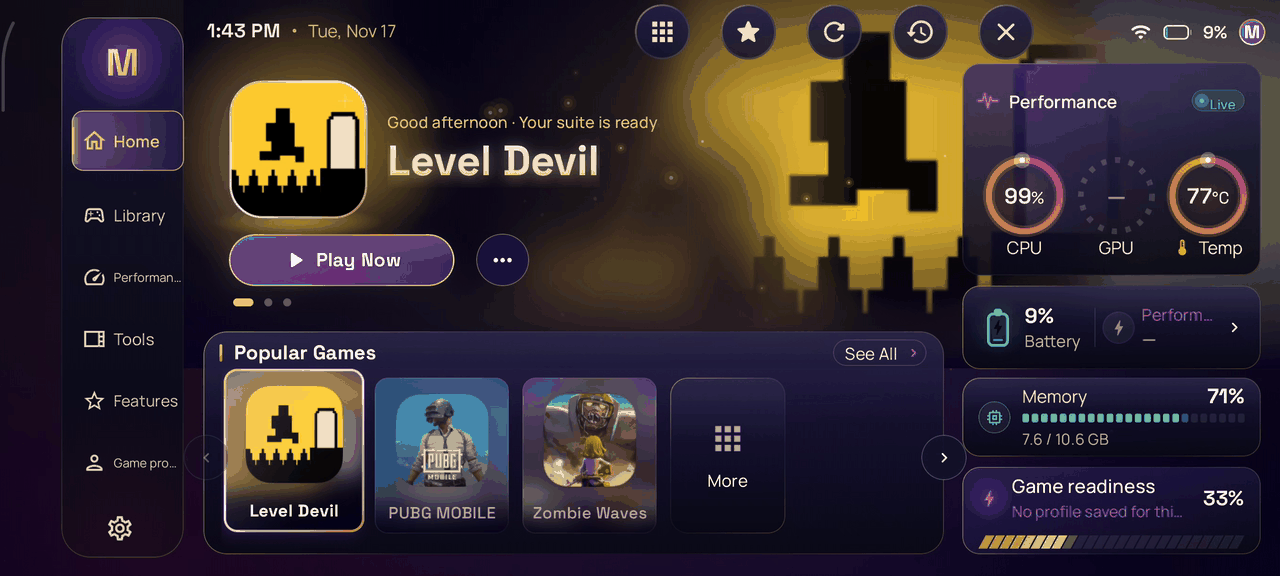 M
Home
Library
Performan...
Tools
Features
Game pro...
1:43 PM • Tue, Nov 17
9% M
Good afternoon · Your suite is ready
Level Devil
Play Now
Popular Games
See All
Level Devil
PUBG
MOBILE
PUBG MOBILE
Zombie Waves
More
Performance
Live
99%
CPU
—
GPU
77°C
Temp
9%
Battery
Perform...
—
Memory
71%
7.6 / 10.6 GB
Game readiness
No profile saved for thi...
33%